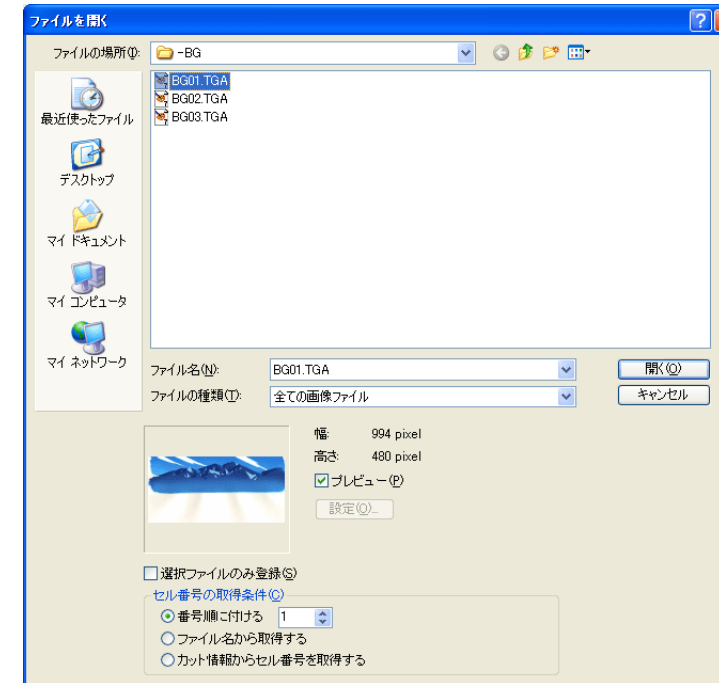 ファイルを開く
ファイルの場所(I):
-BG
BG01.TGA
BG02.TGA
BG03.TGA
最近使ったファイル
デスクトップ
マイ ドキュメント
マイ コンピュータ
マイ ネットワーク
ファイル名(N):
BG01.TGA
開く(O)
ファイルの種類(T):
全ての画像ファイル
キャンセル
幅: 994 pixel
高さ: 480 pixel
プレビュー(P)
設定(O)...
選択ファイルのみ登録(S)
セル番号の取得条件(C)
番号順に付ける 1
ファイル名から取得する
カット情報からセル番号を取得する